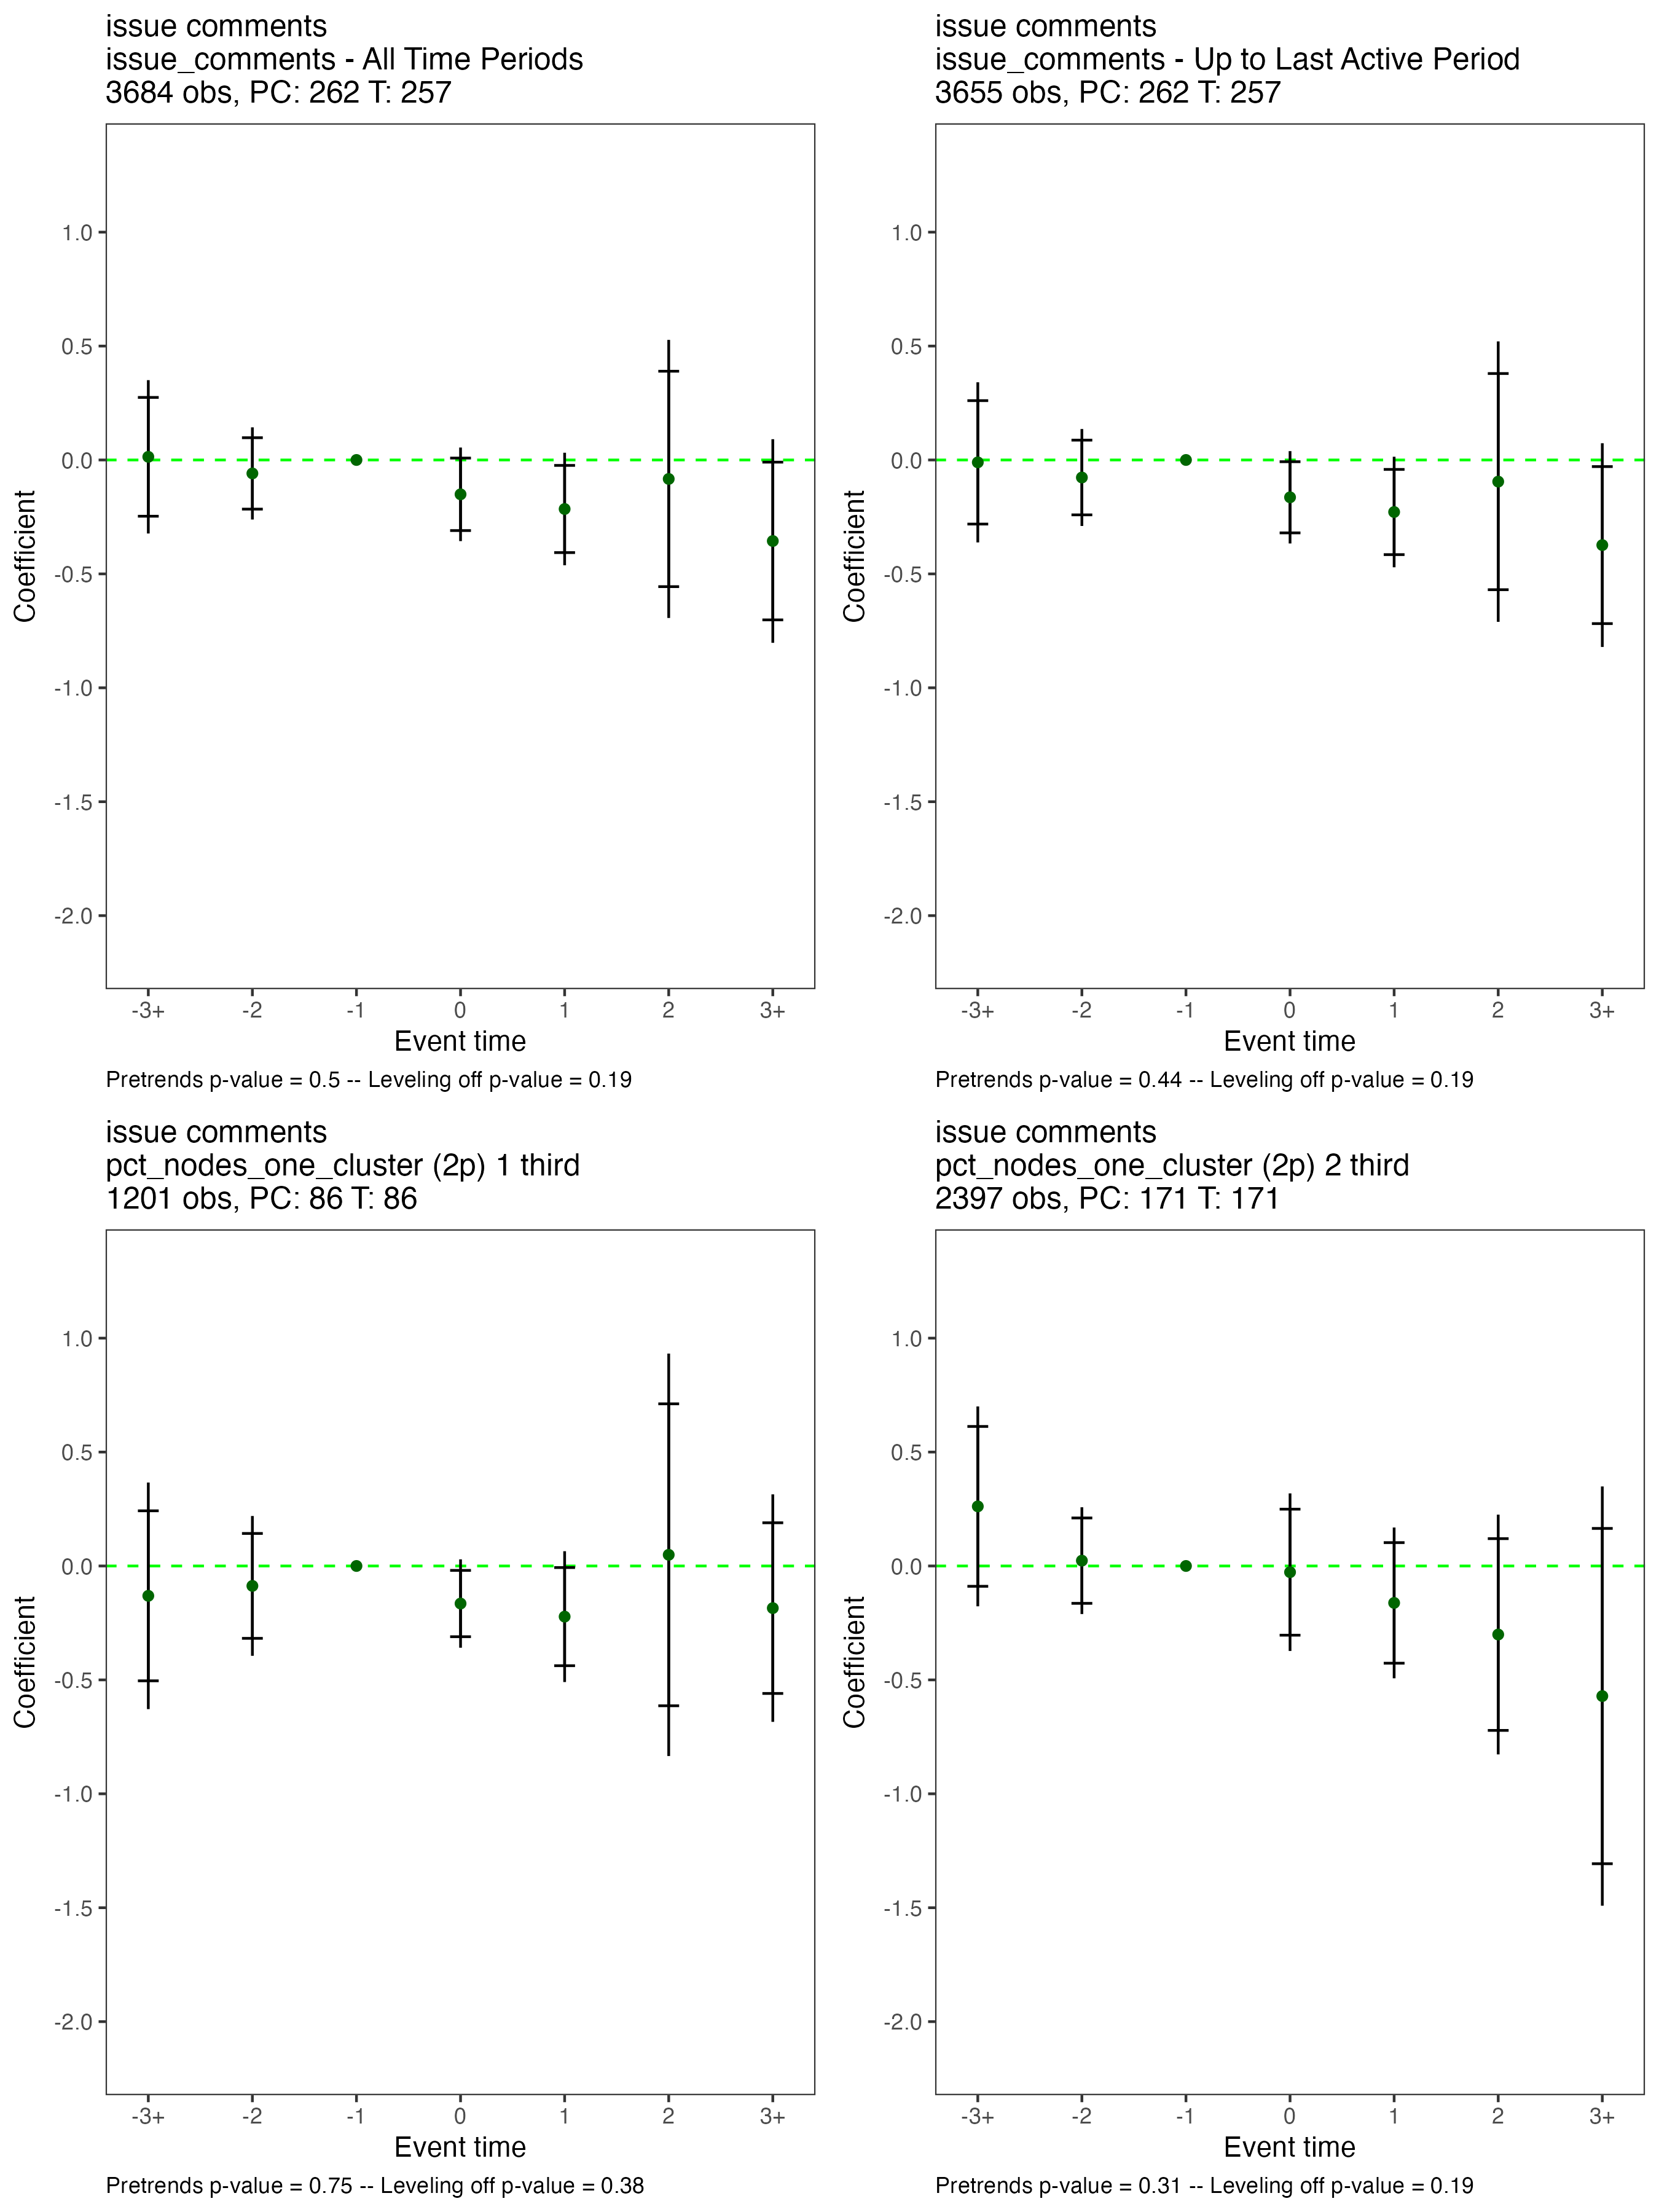 issue comments
issue_comments - All Time Periods
3684 obs, PC: 262 T: 257
1.0
0.5
0.0
-0.5
-1.0
-1.5
-2.0
Coefficient
-3+ -2 -1 0 1 2 3+
Event time
Pretrends p-value = 0.5 -- Leveling off p-value = 0.19
issue comments
issue_comments - Up to Last Active Period
3655 obs, PC: 262 T: 257
1.0
0.5
0.0
-0.5
-1.0
-1.5
-2.0
Coefficient
-3+ -2 -1 0 1 2 3+
Event time
Pretrends p-value = 0.44 -- Leveling off p-value = 0.19
issue comments
pct_nodes_one_cluster (2p) 1 third
1201 obs, PC: 86 T: 86
1.0
0.5
0.0
-0.5
-1.0
-1.5
-2.0
Coefficient
-3+ -2 -1 0 1 2 3+
Event time
Pretrends p-value = 0.75 -- Leveling off p-value = 0.38
issue comments
pct_nodes_one_cluster (2p) 2 third
2397 obs, PC: 171 T: 171
1.0
0.5
0.0
-0.5
-1.0
-1.5
-2.0
Coefficient
-3+ -2 -1 0 1 2 3+
Event time
Pretrends p-value = 0.31 -- Leveling off p-value = 0.19